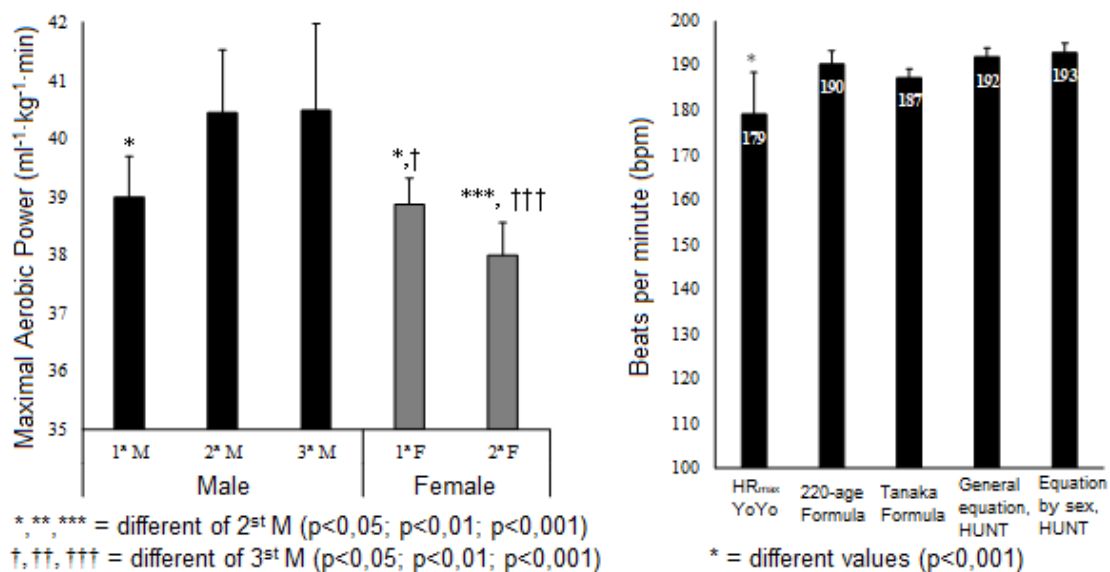 Maximal Aerobic Power (ml⁻¹·kg⁻¹·min)
42
41
40
39
38
37
36
35
*
*,†
***, †††
1ª M
2ª M
3ª M
1ª F
2ª F
Male
Female
*,**,*** = different of 2ˢᵗ M (p<0,05; p<0,01; p<0,001)
†,††, ††† = different of 3ˢᵗ M (p<0,05; p<0,01; p<0,001)
Beats per minute (bpm)
200
190
180
170
160
150
140
130
120
110
100
*
179
190
187
192
193
HRmax
YoYo
220-age
Formula
Tanaka
Formula
General
equation,
HUNT
Equation
by sex,
HUNT
* = different values (p<0,001)